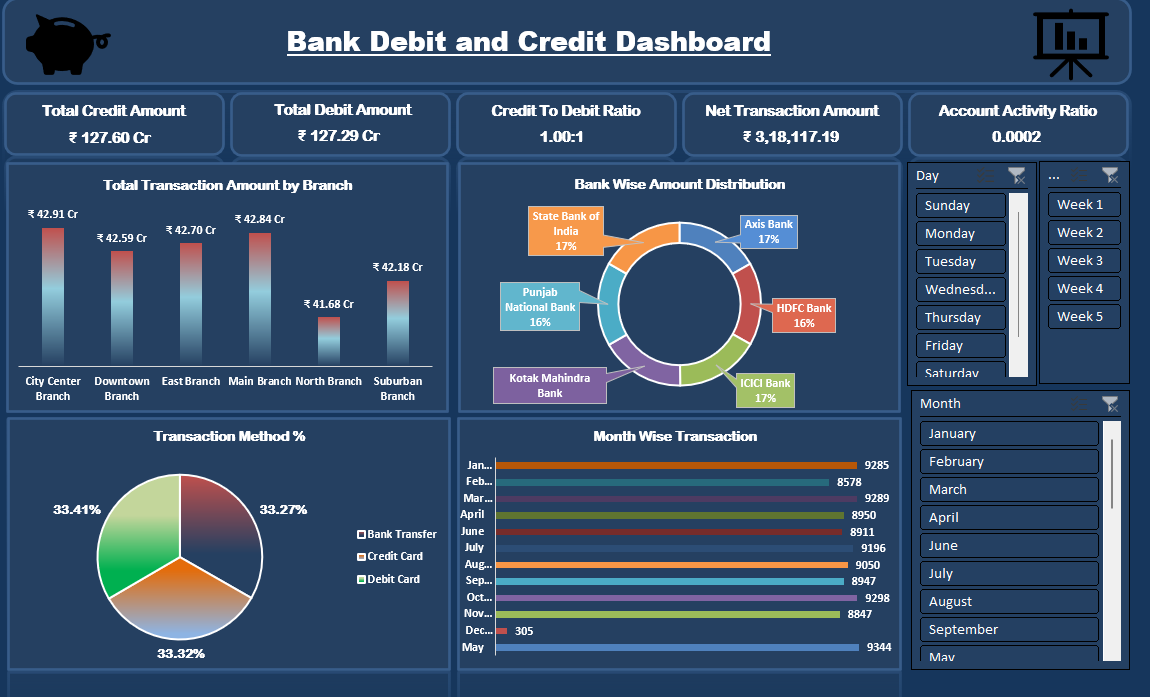 Bank Debit and Credit Dashboard
Total Credit Amount
₹ 127.60 Cr
Total Debit Amount
₹ 127.29 Cr
Credit To Debit Ratio
1.00:1
Net Transaction Amount
₹ 3,18,117.19
Account Activity Ratio
0.0002
Total Transaction Amount by Branch
₹ 42.91 Cr
₹ 42.59 Cr
₹ 42.70 Cr
₹ 42.84 Cr
₹ 41.68 Cr
₹ 42.18 Cr
City Center
Branch
Downtown
Branch
East Branch
Main Branch
North Branch
Suburban
Branch
Bank Wise Amount Distribution
State Bank of
India
17%
Axis Bank
17%
Punjab
National Bank
16%
HDFC Bank
16%
Kotak Mahindra
Bank
ICICI Bank
17%
Day
Sunday
Monday
Tuesday
Wednesd...
Thursday
Friday
Saturday
...
Week 1
Week 2
Week 3
Week 4
Week 5
Transaction Method %
33.41%
33.27%
33.32%
Bank Transfer
Credit Card
Debit Card
Month Wise Transaction
Jan... 9285
Feb... 8578
Mar... 9289
April 8950
June 8911
July 9196
Aug... 9050
Sep... 8947
Oct... 9298
Nov... 8847
Dec... 305
May 9344
Month
January
February
March
April
June
July
August
September
May